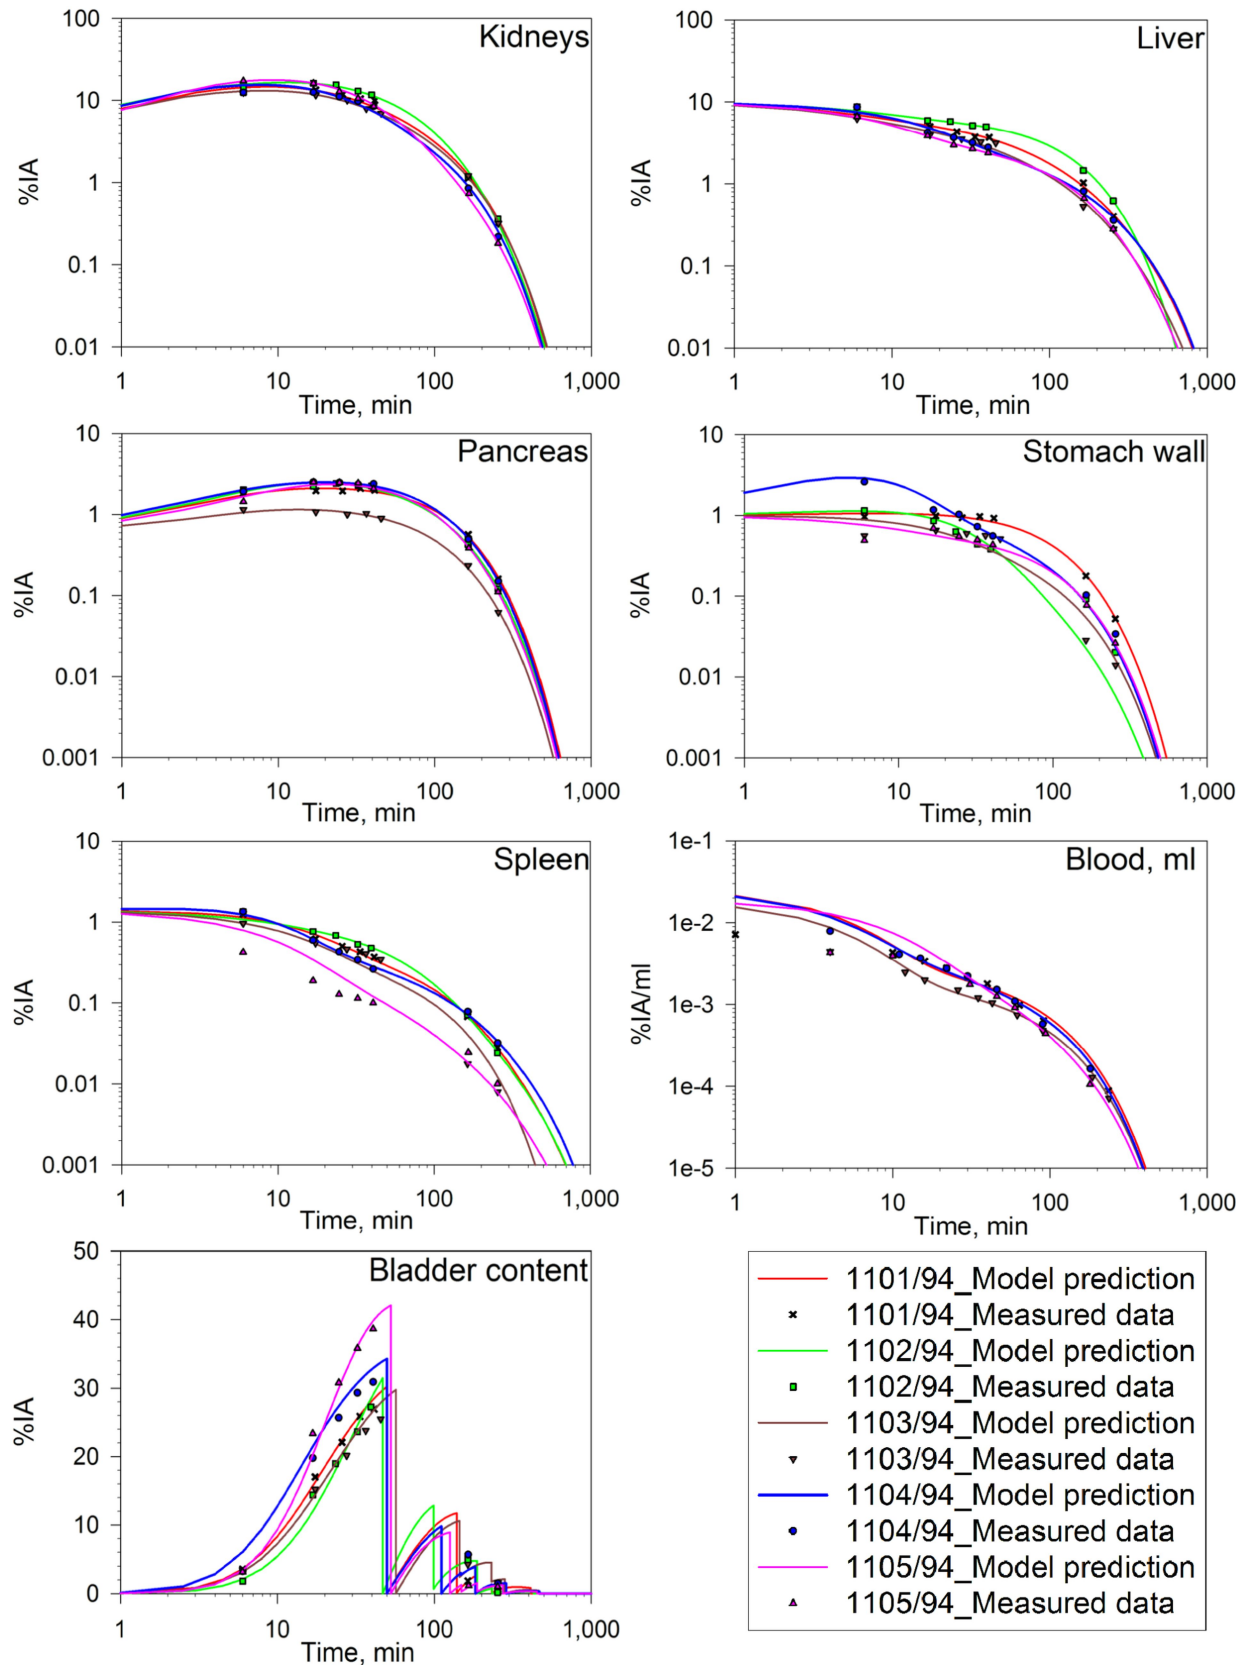 Kidneys
100
10
1
0.1
0.01
%IA
1
10
100
1,000
Time, min
Liver
100
10
1
0.1
0.01
%IA
1
10
100
1,000
Time, min
Pancreas
10
1
0.1
0.01
0.001
%IA
1
10
100
1,000
Time, min
Stomach wall
10
1
0.1
0.01
0.001
%IA
1
10
100
1,000
Time, min
Spleen
10
1
0.1
0.01
0.001
%IA
1
10
100
1,000
Time, min
Blood, ml
1e-1
1e-2
1e-3
1e-4
1e-5
%IA/ml
1
10
100
1,000
Time, min
Bladder content
50
40
30
20
10
0
%IA
1
10
100
1,000
Time, min
1101/94_Model prediction
1101/94_Measured data
1102/94_Model prediction
1102/94_Measured data
1103/94_Model prediction
1103/94_Measured data
1104/94_Model prediction
1104/94_Measured data
1105/94_Model prediction
1105/94_Measured data